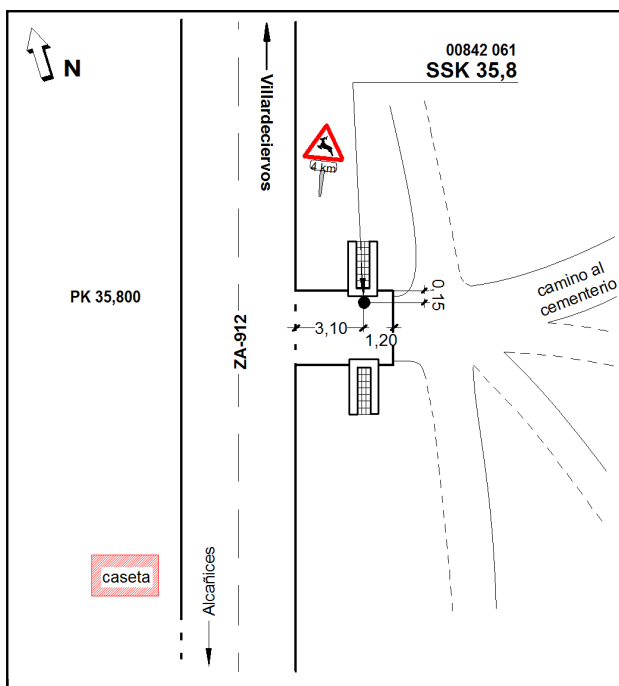 N
Villardeciervos
00842 061
SSK 35,8
4 km
PK 35,800
ZA-912
3,10
1,20
0,15
camino al
cementerio
caseta
Alcañices